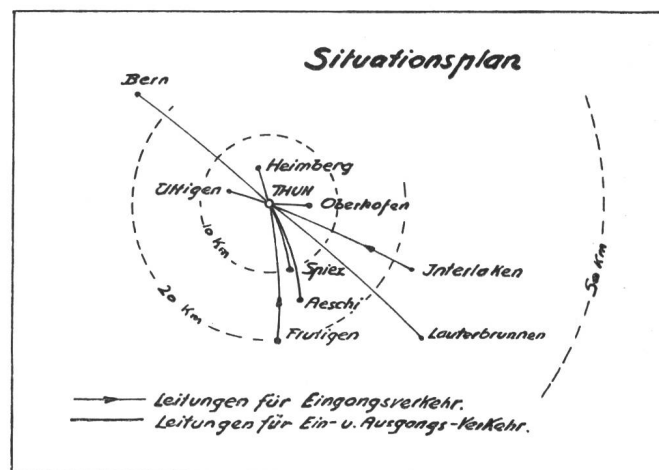 Situationsplan
Bern
Heimberg
Uttigen
THUN
Oberhofen
10 Km
Spiez
Interlaken
50 Km
20 Km
Aeschi
Frutigen
Lauterbrunnen
Leitungen für Eingangsverkehr.
Leitungen für Ein- u. Ausgangs-Verkehr.